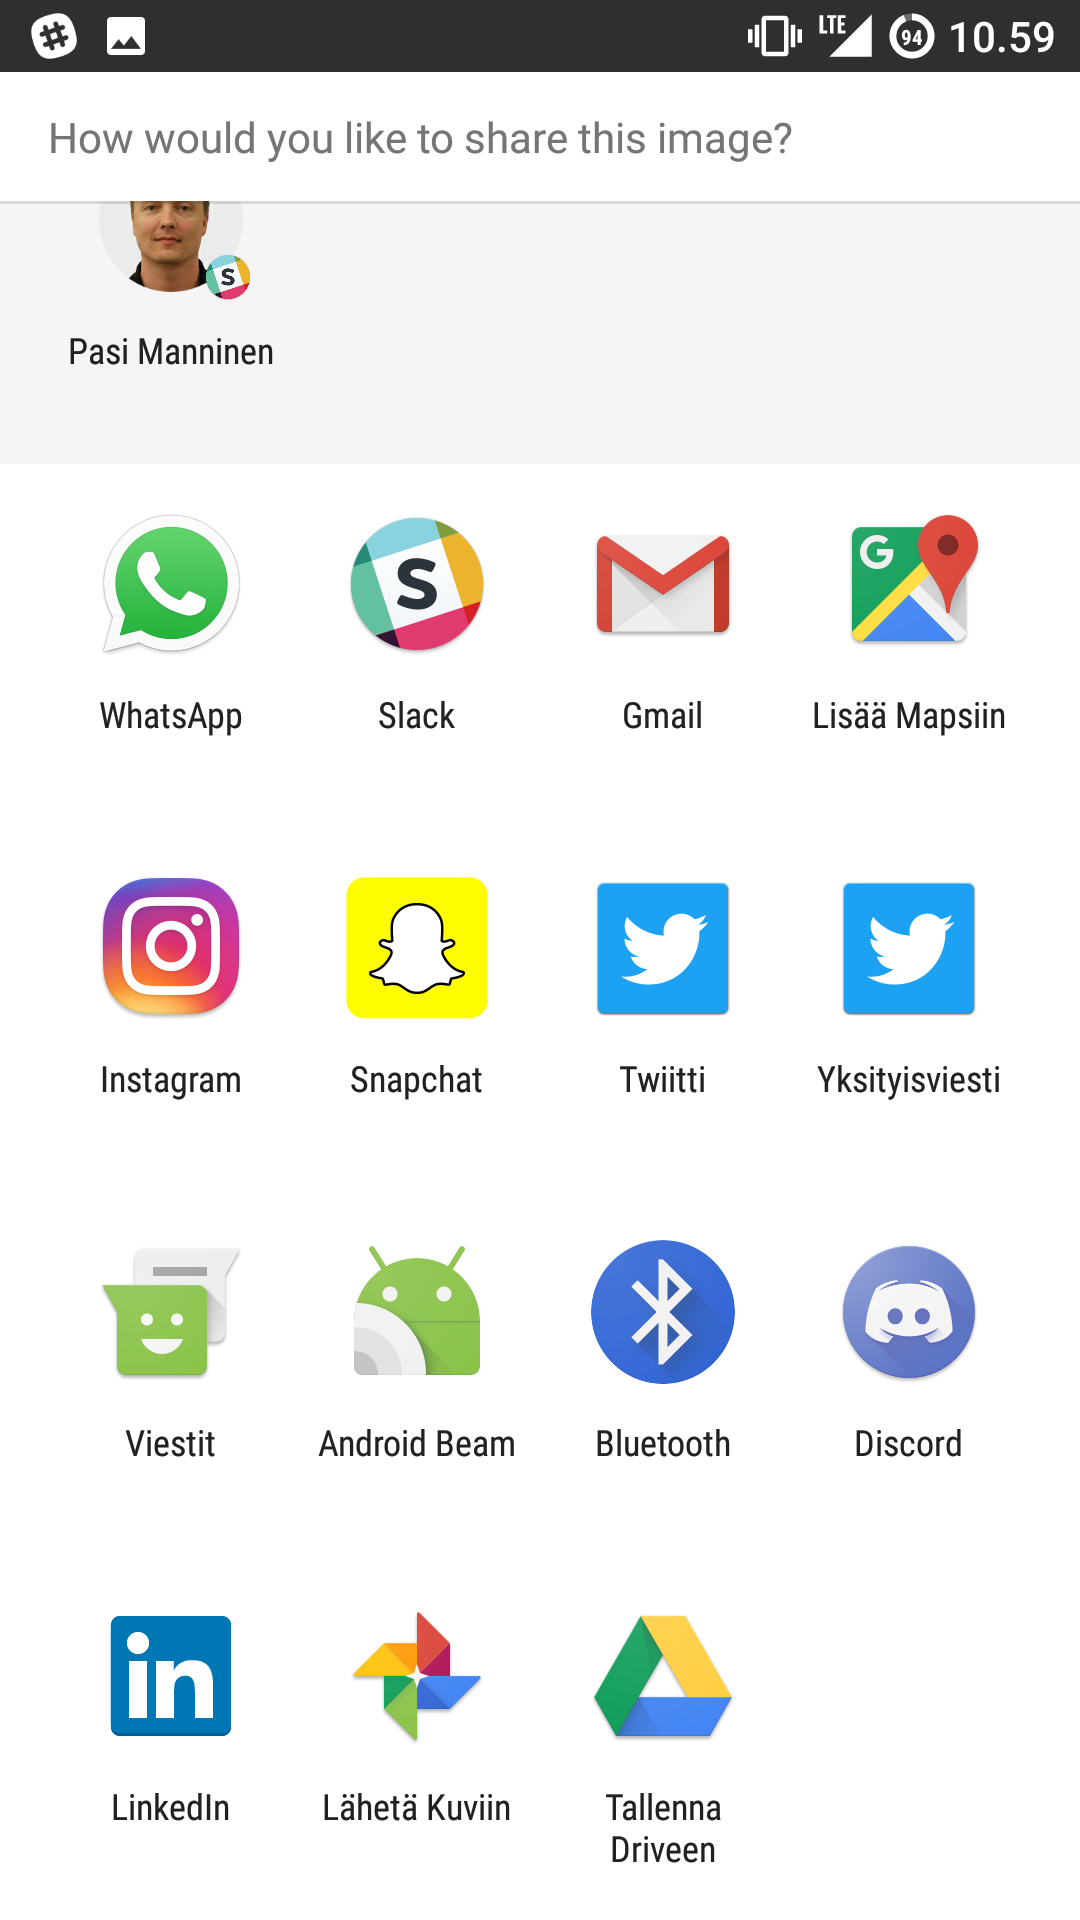 LTE 94 10.59
How would you like to share this image?
S
Pasi Manninen
S
G
WhatsApp Slack Gmail Lisää Mapsiin
Instagram Snapchat Twiitti Yksityisviesti
Viestit Android Beam Bluetooth Discord
in
LinkedIn Lähetä Kuviin Tallenna
Driveen